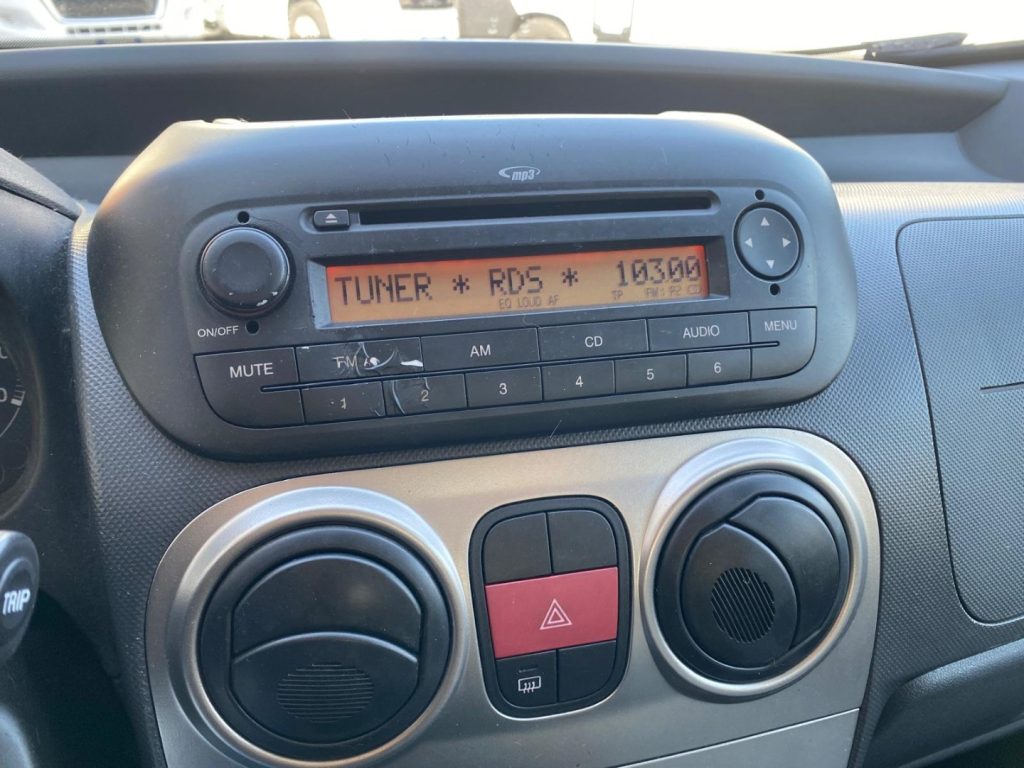 mp3
TUNER * RDS * 10300
EQ LOUD AF TP
ON/OFF
MUTE FM AM CD AUDIO MENU
1 2 3 4 5 6
TRIP